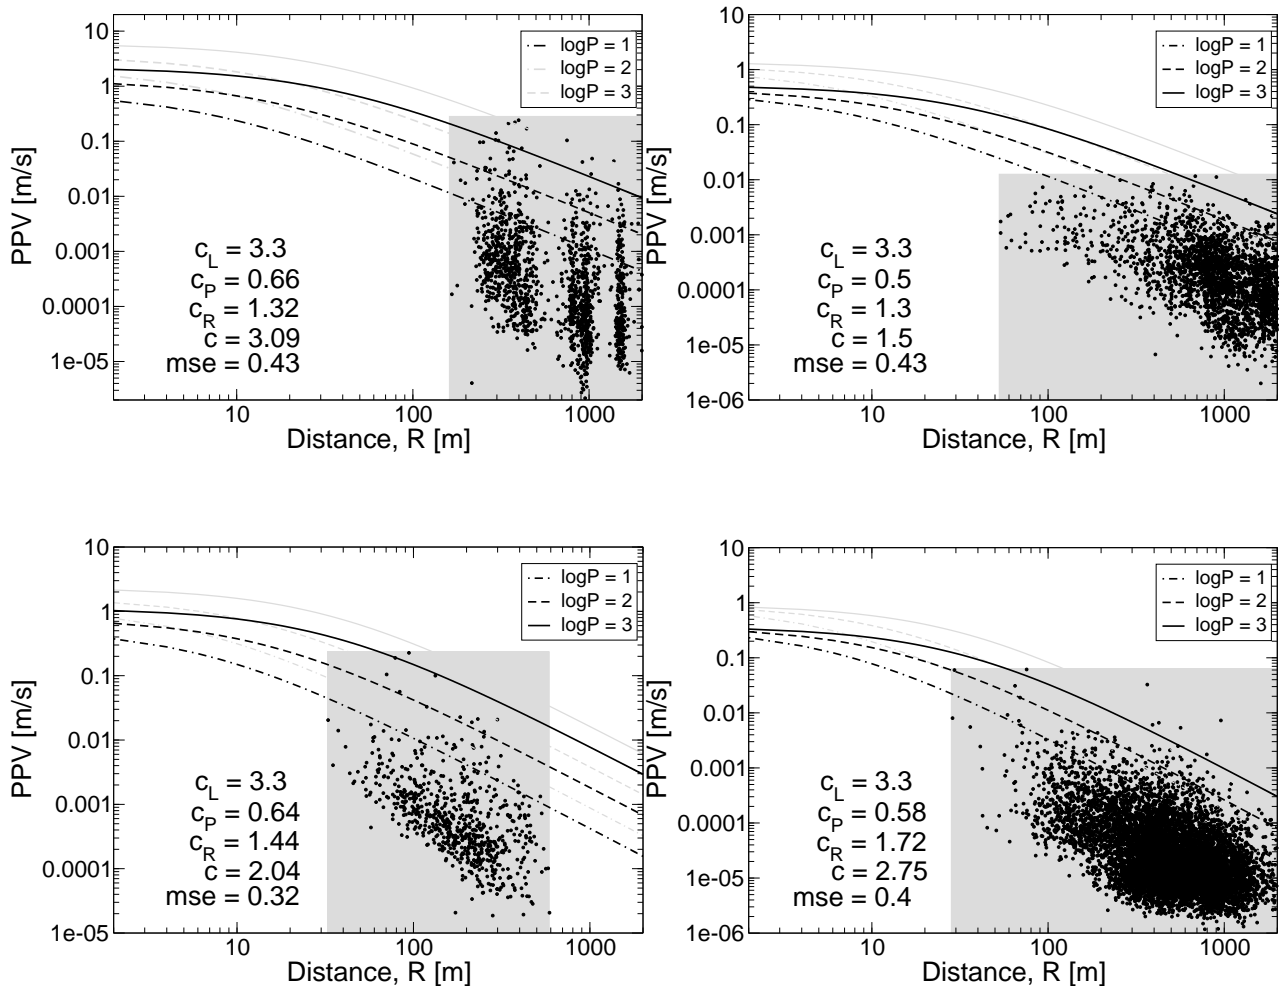 10
1
0.1
0.01
0.001
0.0001
1e-05
PPV [m/s]
10 100 1000
Distance, R [m]
logP = 1
logP = 2
logP = 3
c_L = 3.3
c_P = 0.66
c_R = 1.32
c = 3.09
mse = 0.43
10
1
0.1
0.01
0.001
0.0001
1e-05
1e-06
PPV [m/s]
10 100 1000
Distance, R [m]
logP = 1
logP = 2
logP = 3
c_L = 3.3
c_P = 0.5
c_R = 1.3
c = 1.5
mse = 0.43
10
1
0.1
0.01
0.001
0.0001
1e-05
PPV [m/s]
10 100 1000
Distance, R [m]
logP = 1
logP = 2
logP = 3
c_L = 3.3
c_P = 0.64
c_R = 1.44
c = 2.04
mse = 0.32
10
1
0.1
0.01
0.001
0.0001
1e-05
1e-06
PPV [m/s]
10 100 1000
Distance, R [m]
logP = 1
logP = 2
logP = 3
c_L = 3.3
c_P = 0.58
c_R = 1.72
c = 2.75
mse = 0.4